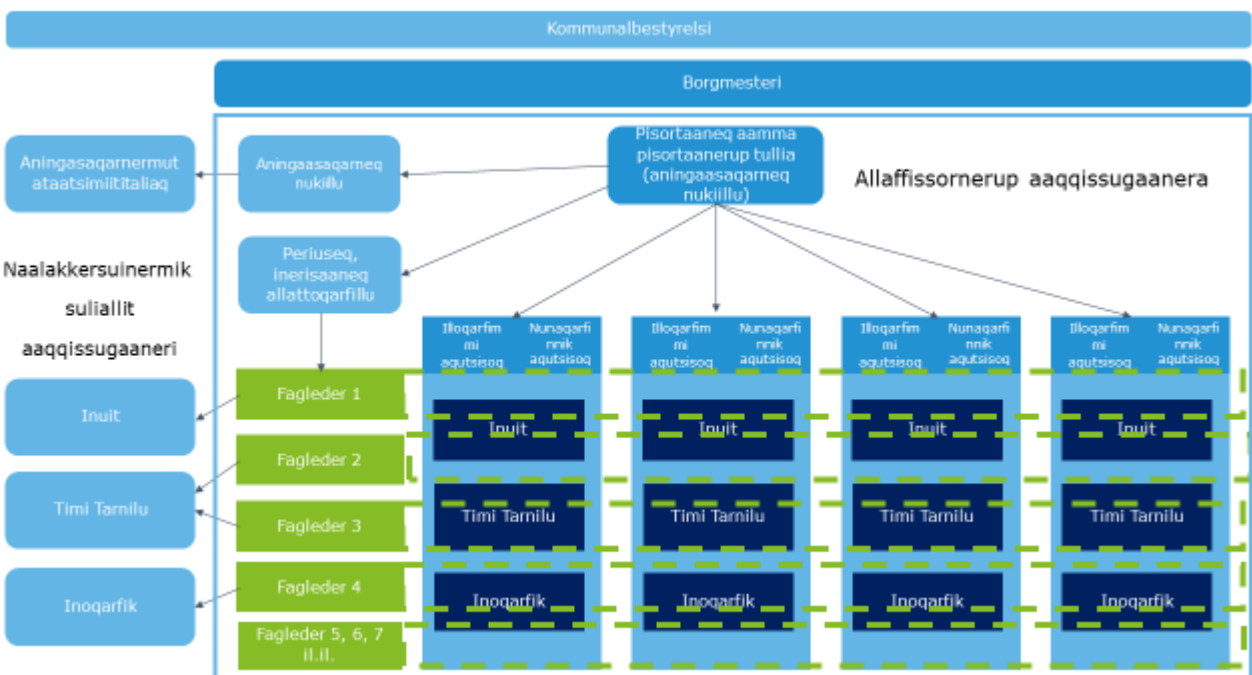 Kommunalbestyrelsi
Borgmesteri
Aningasaqarnermut
ataatsimiititaliaq
Aningaasaqarneq
nukiillu
Pisortaaneq aamma
pisortaanerup tullia
(aningaasaqarneq
nukiillu)
Allaffissornerup aaqqissugaanera
Periuseq,
inerisaaneq
allattoqarfillu
Naalakkersuinermik
suliallit
aaqqissugaaneri
Illoqarfim
mi
aqutsisoq
Nunaqarfi
nnik
aqutsisoq
Illoqarfim
mi
aqutsisoq
Nunaqarfi
nnik
aqutsisoq
Illoqarfim
mi
aqutsisoq
Nunaqarfi
nnik
aqutsisoq
Illoqarfim
mi
aqutsisoq
Nunaqarfi
nnik
aqutsisoq
Inuit
Timi Tarnilu
Inoqarfik
Fagleder 1
Fagleder 2
Fagleder 3
Fagleder 4
Fagleder 5, 6, 7
il.il.
Inuit
Inuit
Inuit
Inuit
Timi Tarnilu
Timi Tarnilu
Timi Tarnilu
Timi Tarnilu
Inoqarfik
Inoqarfik
Inoqarfik
Inoqarfik